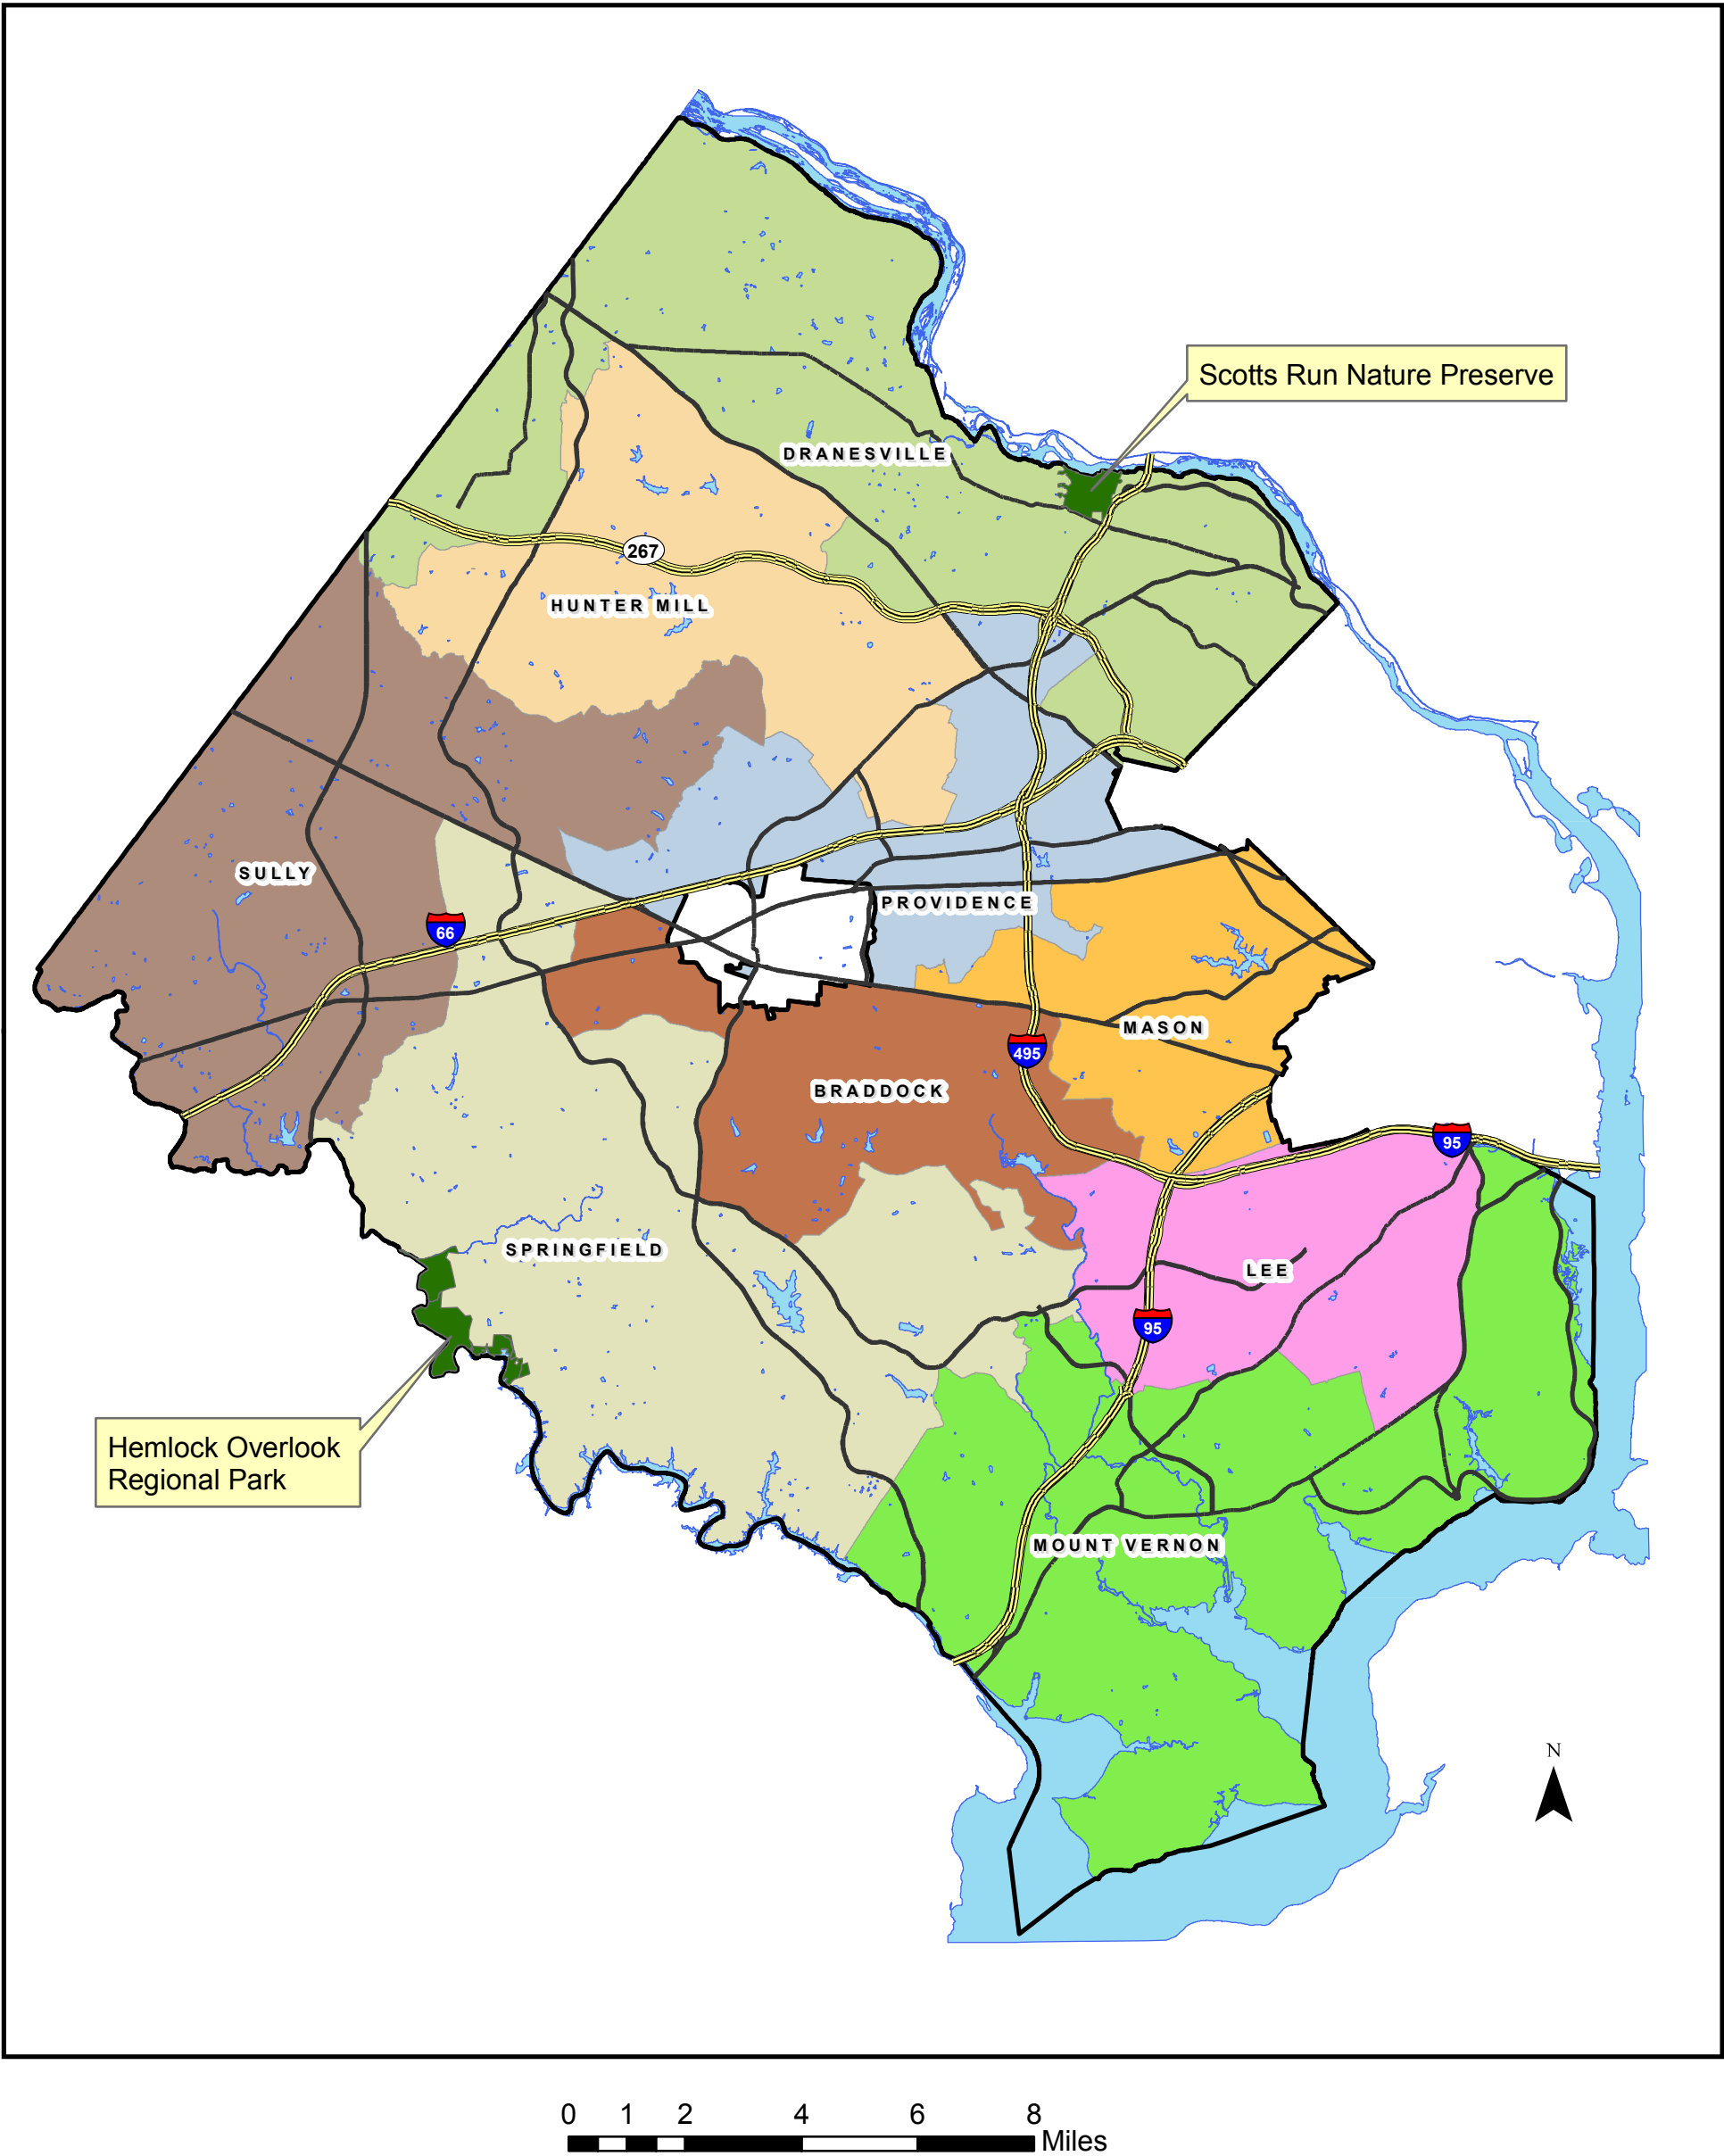 Scotts Run Nature Preserve
DRANESVILLE
267
HUNTER MILL
SULLY
66
PROVIDENCE
MASON
495
BRADDOCK
95
SPRINGFIELD
LEE
95
Hemlock Overlook
Regional Park
MOUNT VERNON
N
0 1 2 4 6 8
Miles